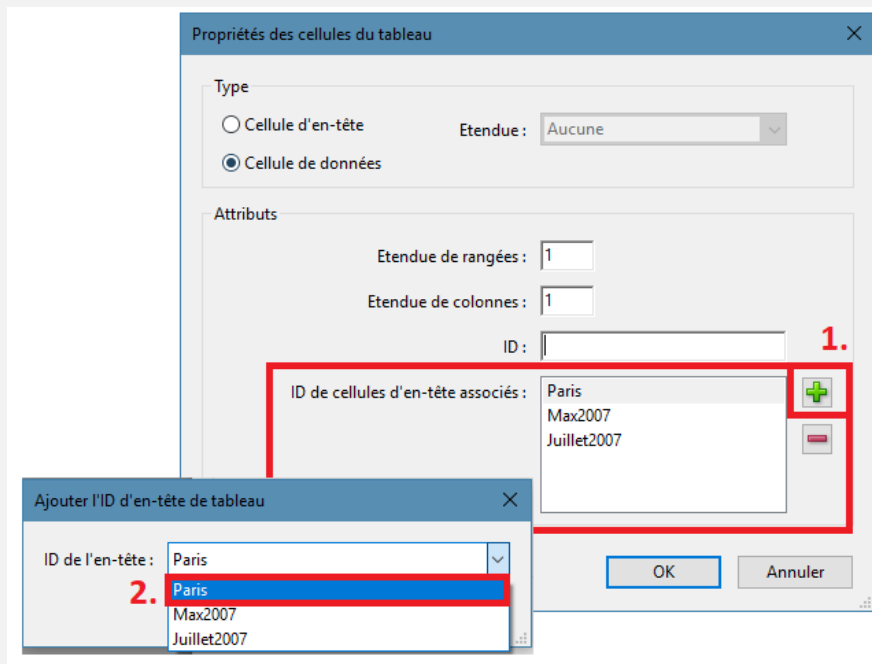 Propriétés des cellules du tableau
Type
Cellule d'en-tête
Etendue : Aucune
Cellule de données
Attributs
Etendue de rangées : 1
Etendue de colonnes : 1
ID :
1.
ID de cellules d'en-tête associés : Paris
Max2007
Juillet2007
Ajouter l'ID d'en-tête de tableau
ID de l'en-tête : Paris
2. Paris
Max2007
Juillet2007
OK Annuler